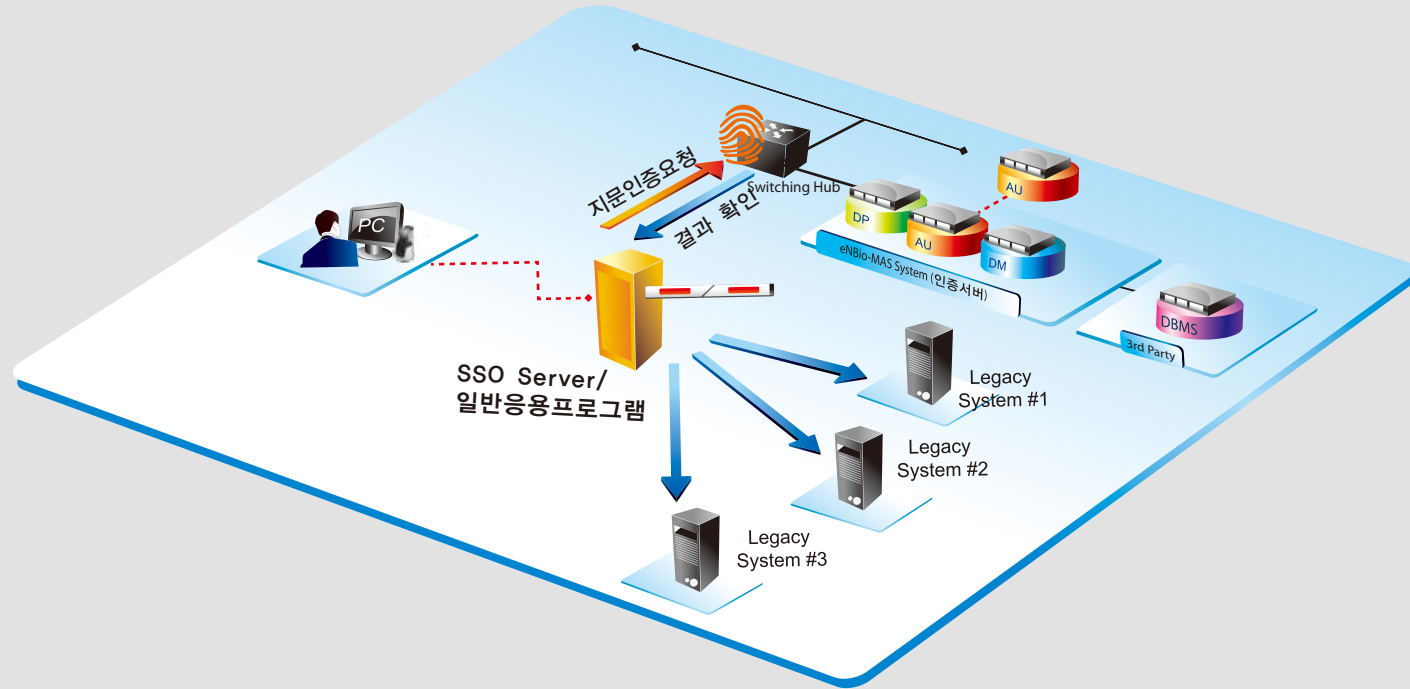 Switching Hub
지문인증요청
결과 확인
PC
AU
DP
AU
DM
eNBio-MAS System (인증서버)
DBMS
3rd Party
SSO Server/
일반응용프로그램
Legacy
System #1
Legacy
System #2
Legacy
System #3